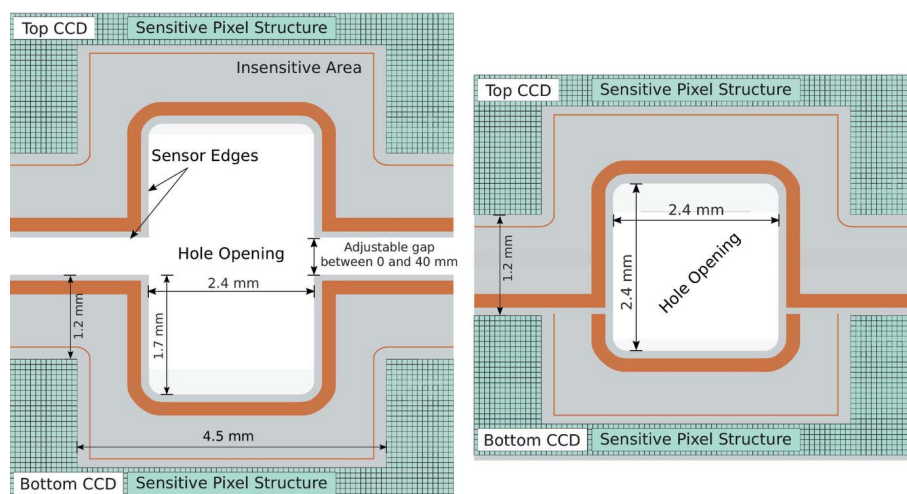 Top CCD
Sensitive Pixel Structure
Insensitive Area
Sensor Edges
Hole Opening
Adjustable gap
between 0 and 40 mm
2.4 mm
1.2 mm
1.7 mm
4.5 mm
Bottom CCD
Sensitive Pixel Structure
Top CCD
Sensitive Pixel Structure
2.4 mm
1.2 mm
2.4 mm
Hole Opening
Bottom CCD
Sensitive Pixel Structure